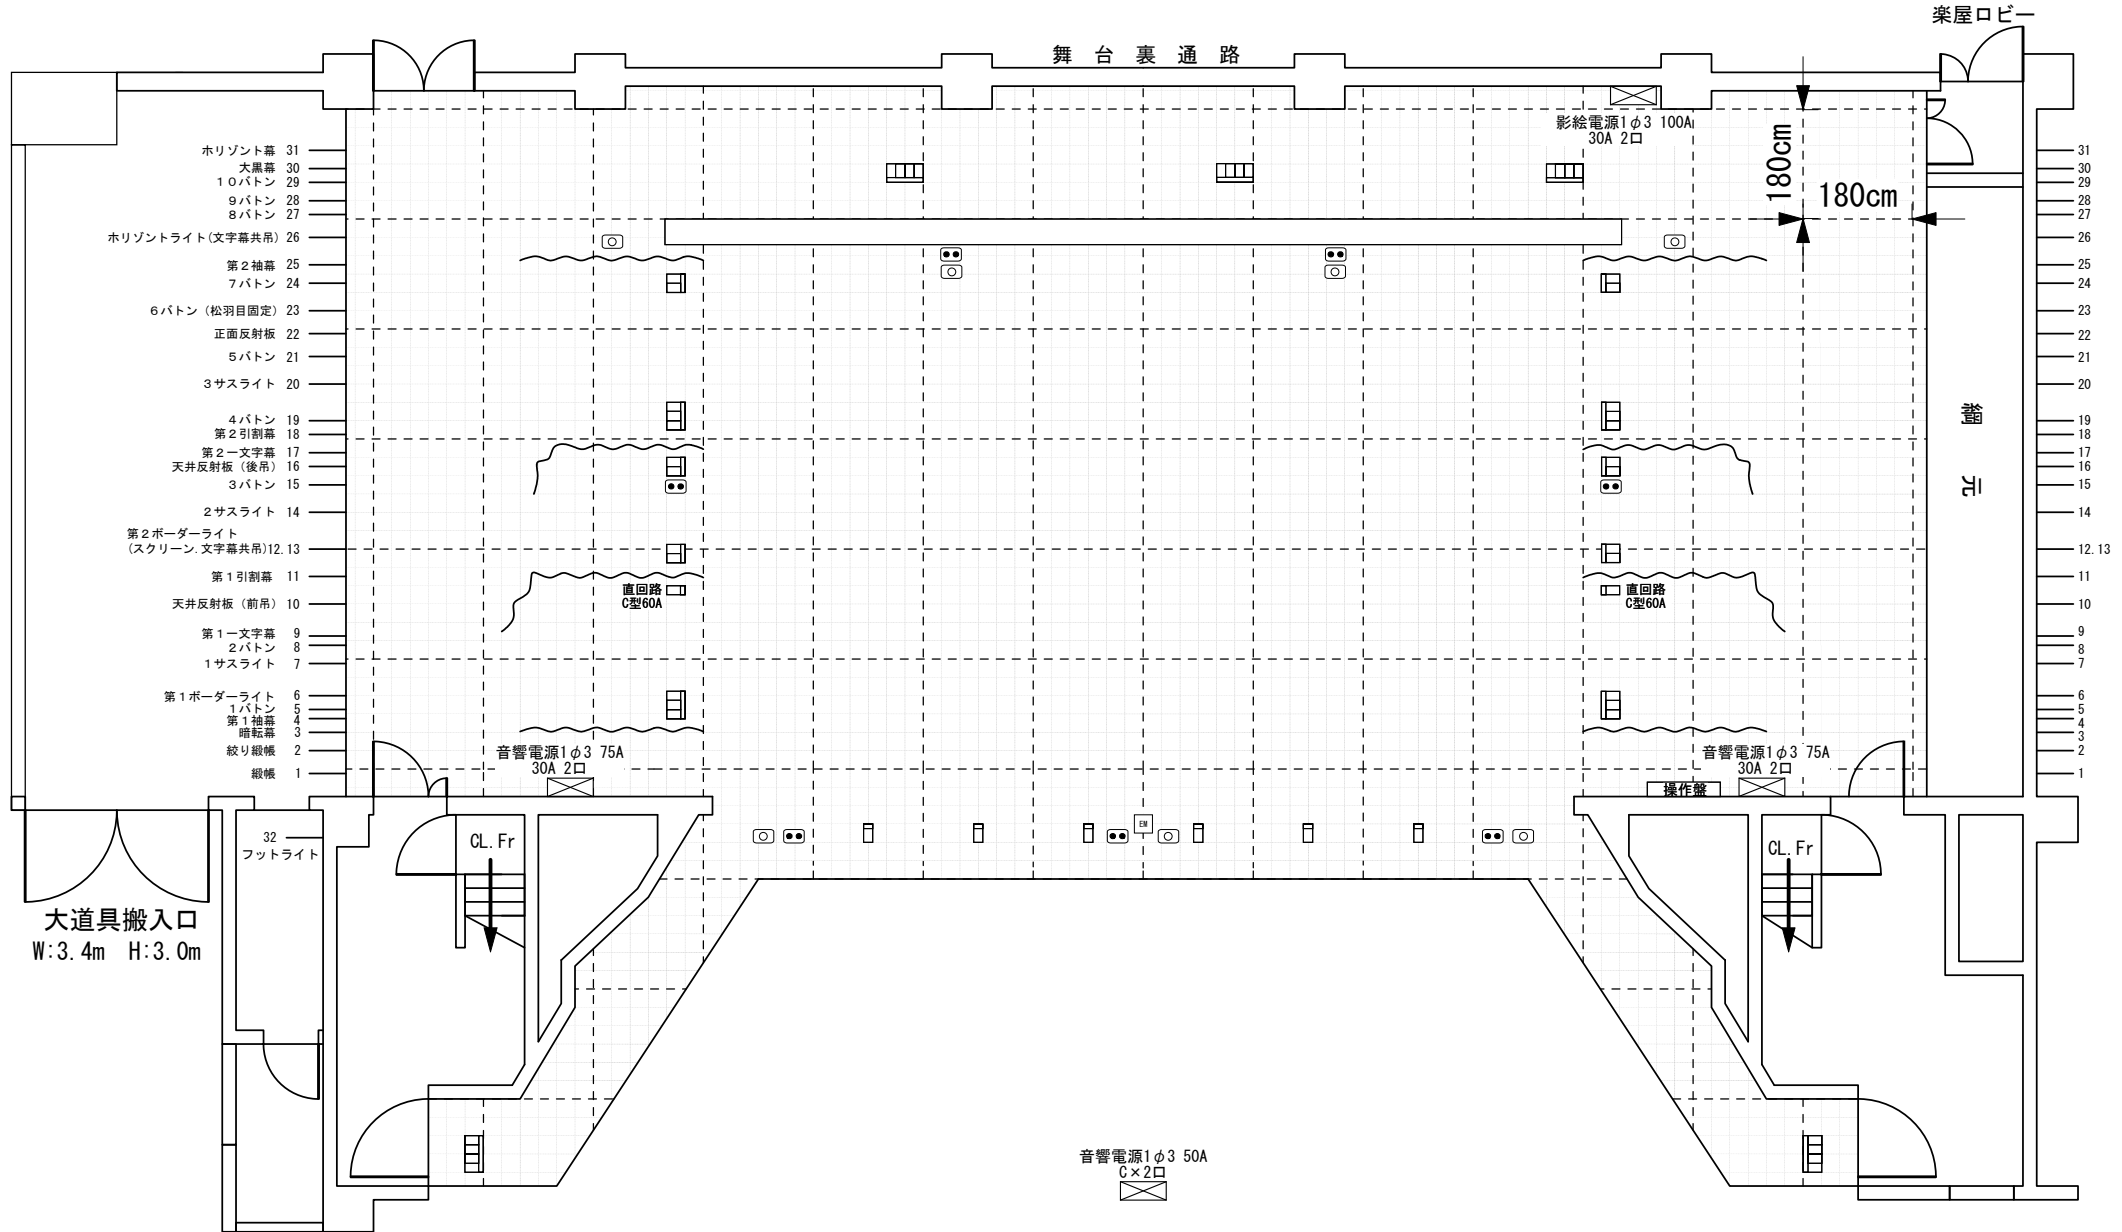 楽屋ロビー
舞台裏通路
影絵電源1φ3 100A
30A 2口
180cm
180cm
ホリゾント幕 31
大黒幕 30
10バトン 29
9バトン 28
8バトン 27
ホリゾントライト(文字幕共吊) 26
第2袖幕 25
7バトン 24
6バトン（松羽目固定） 23
正面反射板 22
5バトン 21
3サスライト 20
4バトン 19
第2引割幕 18
第2一文字幕 17
天井反射板（後吊） 16
3バトン 15
2サスライト 14
第2ボーダーライト
(スクリーン.文字幕共吊)12.13
第1引割幕 11
天井反射板（前吊） 10
第1一文字幕 9
2バトン 8
1サスライト 7
第1ボーダーライト 6
1バトン 5
第1袖幕 4
暗転幕 3
絞り緞帳 2
緞帳 1
31
30
29
28
27
26
25
24
23
22
21
20
19
18
17
16
15
14
12.13
11
10
9
8
7
6
5
4
3
2
1
綱元
直回路
C型60A
直回路
C型60A
音響電源1φ3 75A
30A 2口
音響電源1φ3 75A
30A 2口
操作盤
EM
32
フットライト
CL.Fr
CL.Fr
大道具搬入口
W:3.4m H:3.0m
音響電源1φ3 50A
C×2口